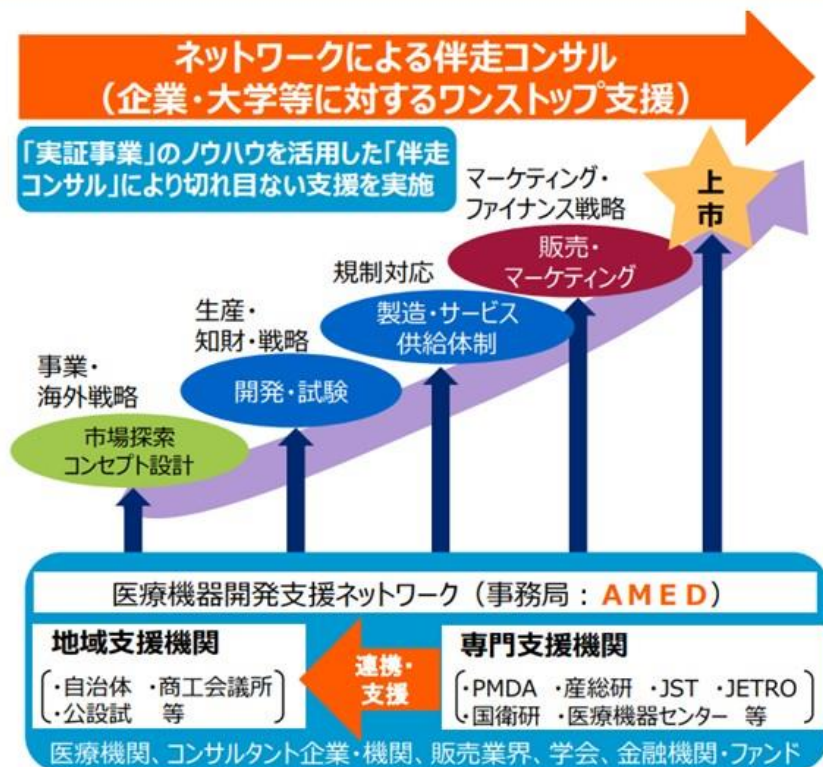 ネットワークによる伴走コンサル
（企業・大学等に対するワンストップ支援）
「実証事業」のノウハウを活用した「伴走
コンサル」により切れ目ない支援を実施
マーケティング・
ファイナンス戦略
上
市
販売・
マーケティング
規制対応
製造・サービス
供給体制
生産・
知財・戦略
開発・試験
事業・
海外戦略
市場探索
コンセプト設計
医療機器開発支援ネットワーク（事務局：AMED）
地域支援機関
・自治体 ・商工会議所
・公設試 等
連携・
支援
専門支援機関
・PMDA ・産総研 ・JST ・JETRO
・国衛研 ・医療機器センター 等
医療機関、コンサルタント企業・機関、販売業界、学会、金融機関・ファンド